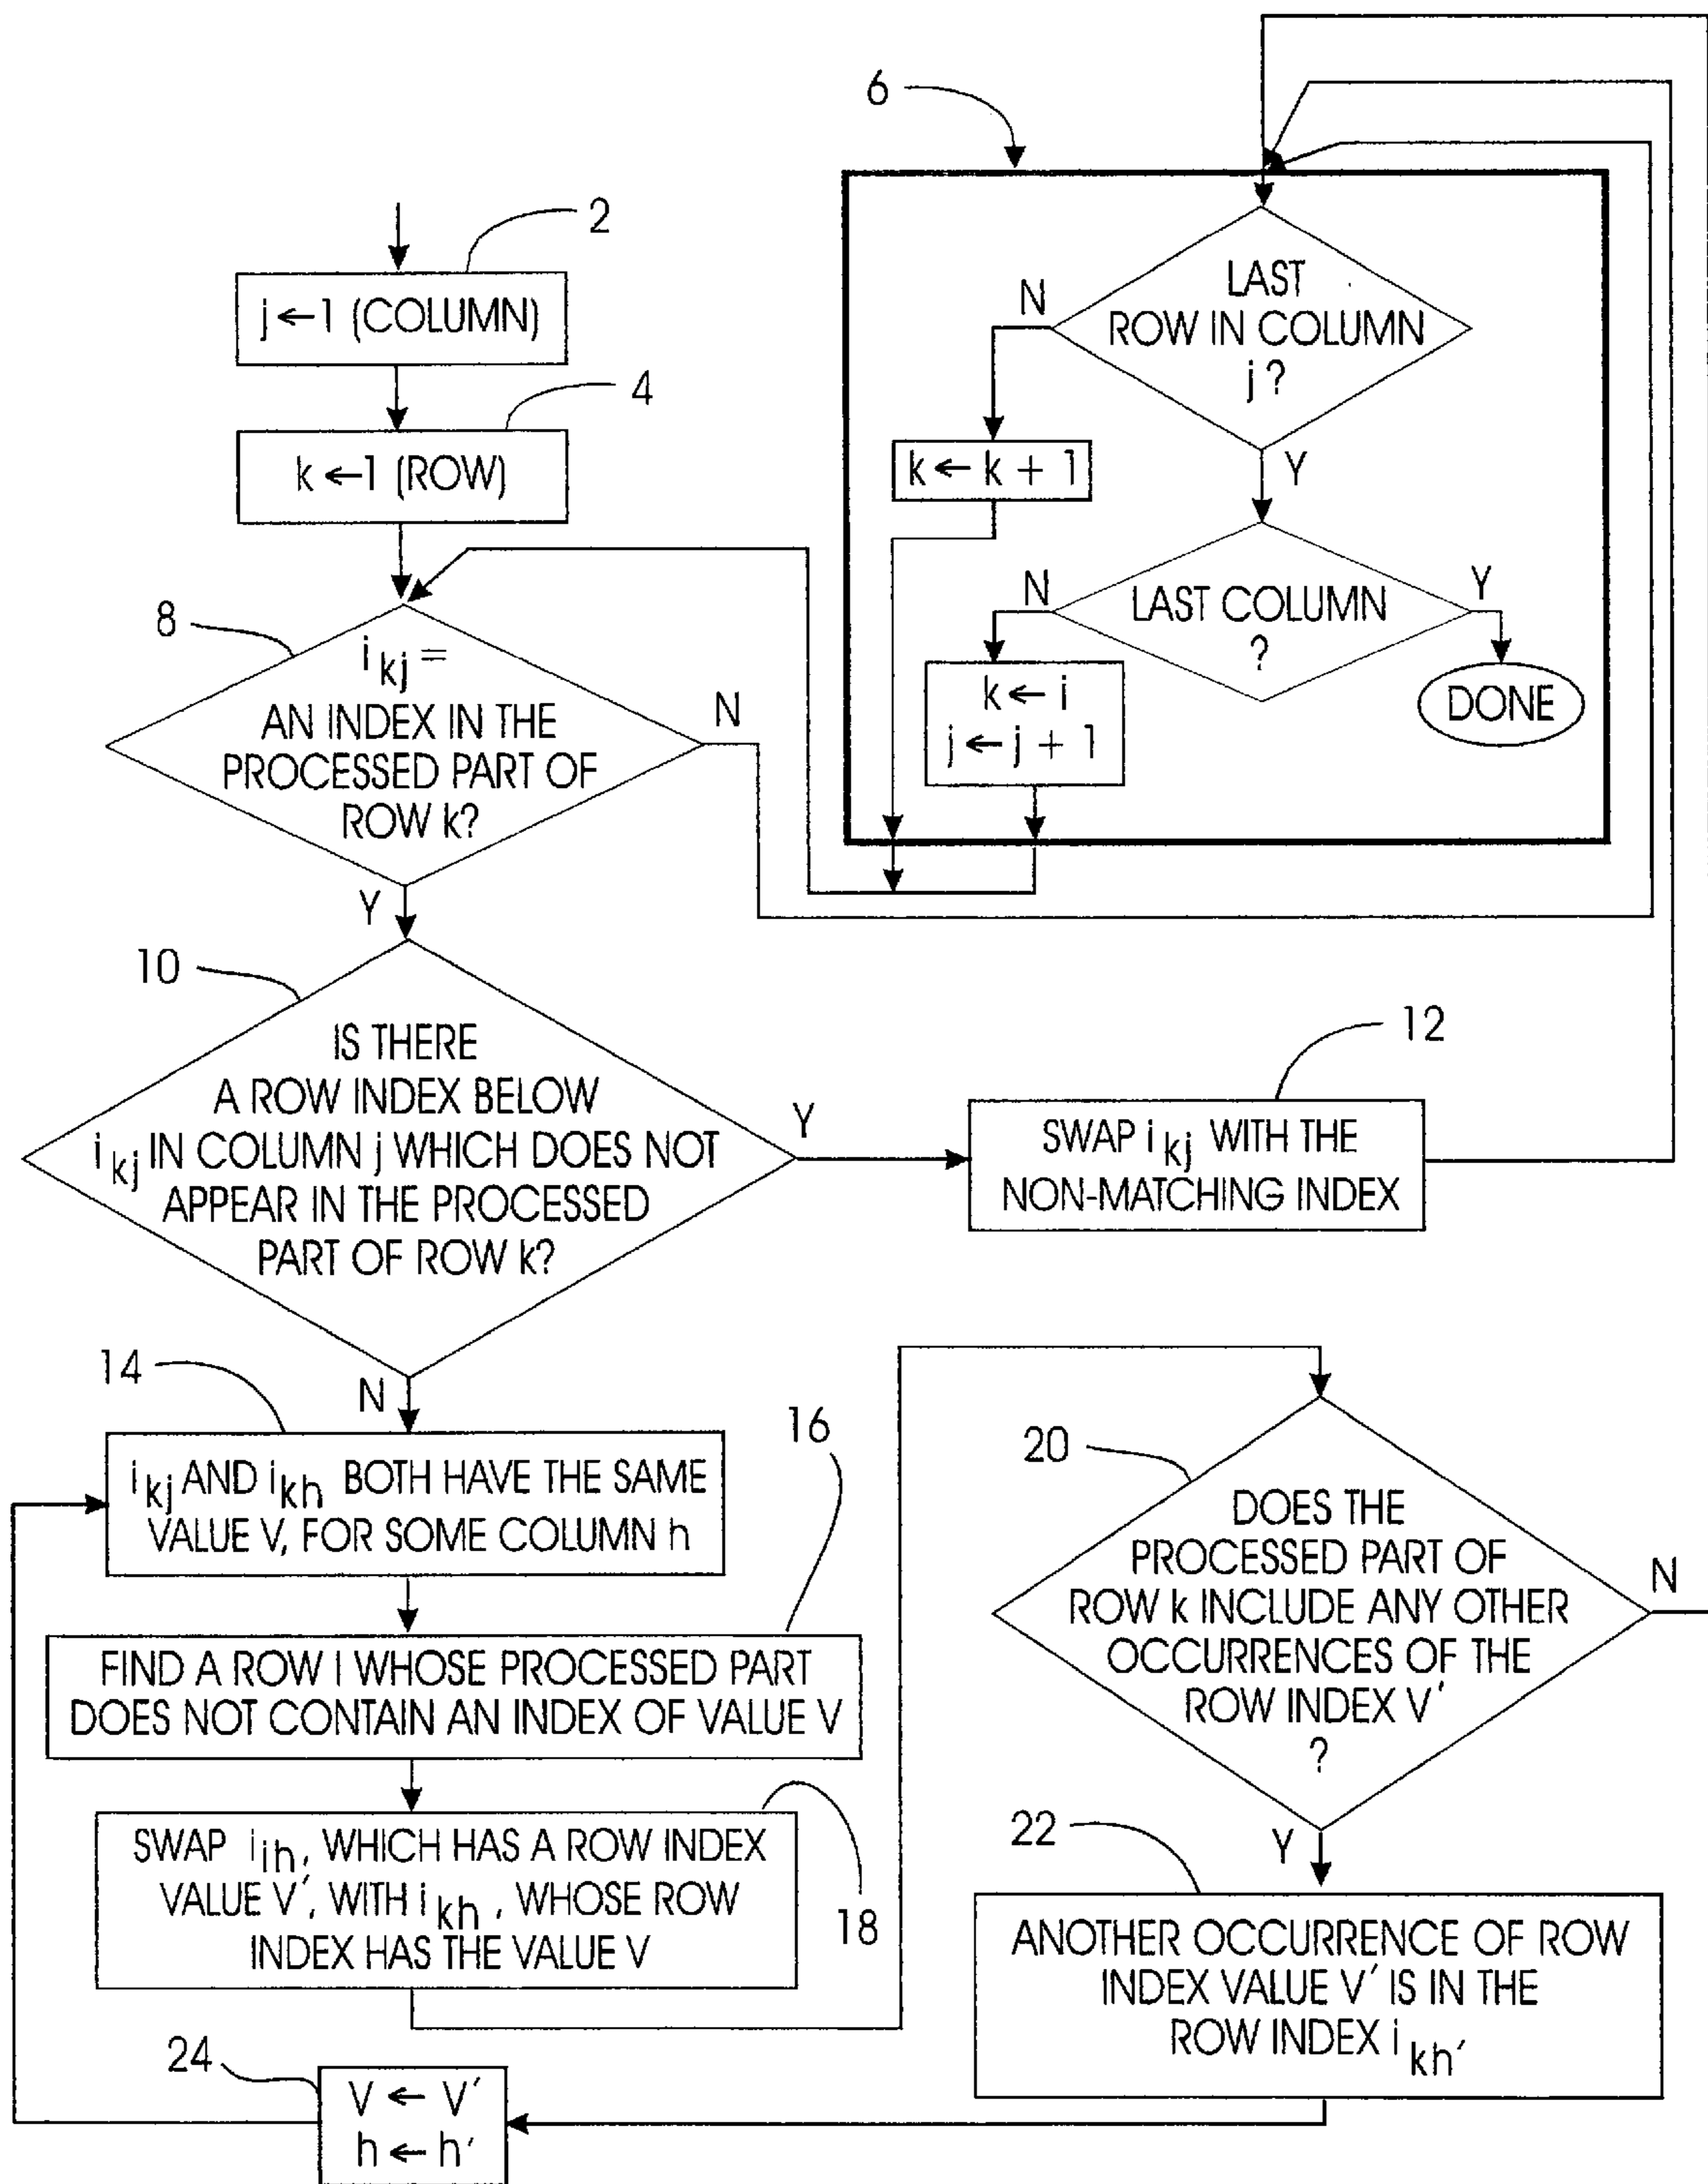 2
j ← 1 (COLUMN)
4
k ← 1 (ROW)
6
LAST
ROW IN COLUMN
j ?
N
Y
k ← k + 1
LAST COLUMN
?
N
Y
k ← i
j ← j + 1
DONE
8
i kj =
AN INDEX IN THE
PROCESSED PART OF
ROW k?
N
Y
10
IS THERE
A ROW INDEX BELOW
i kj IN COLUMN j WHICH DOES NOT
APPEAR IN THE PROCESSED
PART OF ROW k?
Y
N
12
SWAP i kj WITH THE
NON-MATCHING INDEX
14
i kj AND i kh BOTH HAVE THE SAME
VALUE V, FOR SOME COLUMN h
16
FIND A ROW I WHOSE PROCESSED PART
DOES NOT CONTAIN AN INDEX OF VALUE V
18
SWAP i ih, WHICH HAS A ROW INDEX
VALUE V′, WITH i kh, WHOSE ROW
INDEX HAS THE VALUE V
20
DOES THE
PROCESSED PART OF
ROW k INCLUDE ANY OTHER
OCCURRENCES OF THE
ROW INDEX V′
?
N
Y
22
ANOTHER OCCURRENCE OF ROW
INDEX VALUE V′ IS IN THE
ROW INDEX i kh′
24
V ← V′
h ← h′